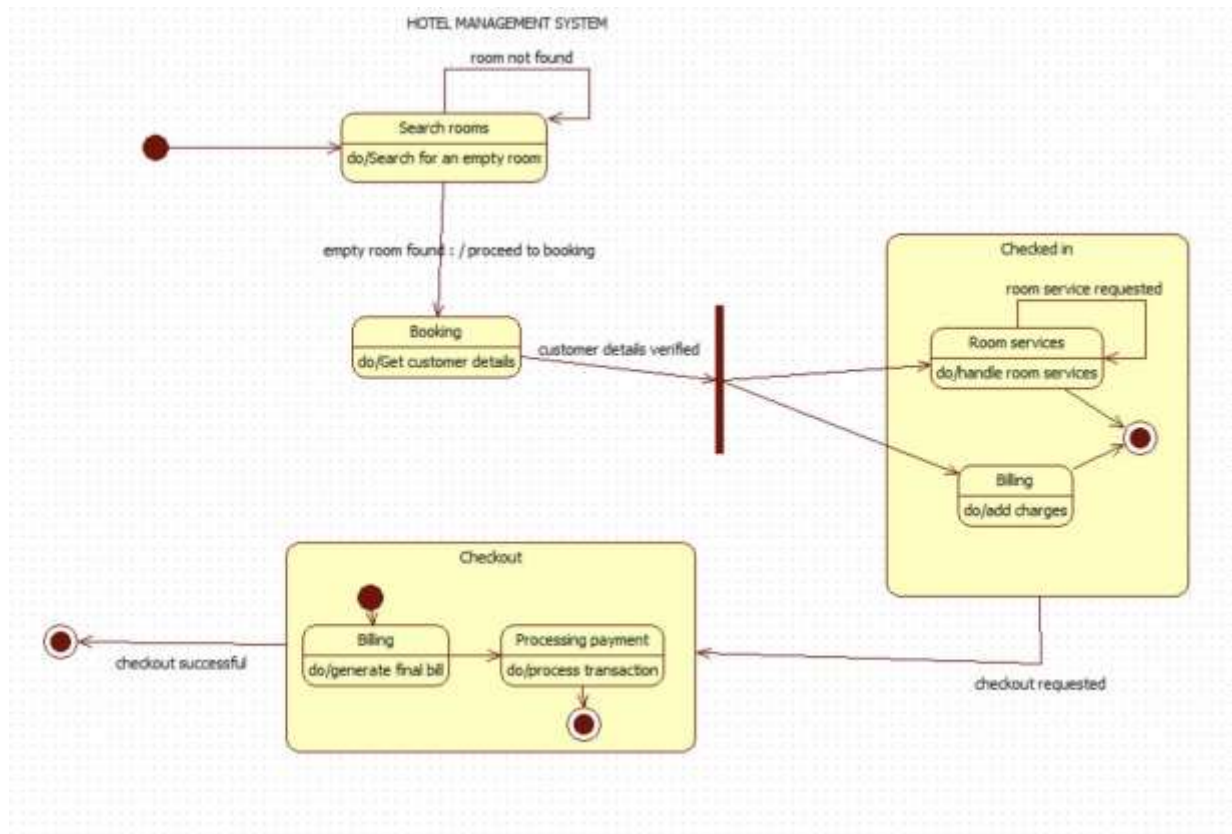 HOTEL MANAGEMENT SYSTEM
room not found
Search rooms
do/Search for an empty room
empty room found : / proceed to booking
Booking
do/Get customer details
customer details verified
Checked in
room service requested
Room services
do/handle room services
Billing
do/add charges
checkout requested
Checkout
Billing
do/generate final bill
Processing payment
do/process transaction
checkout successful